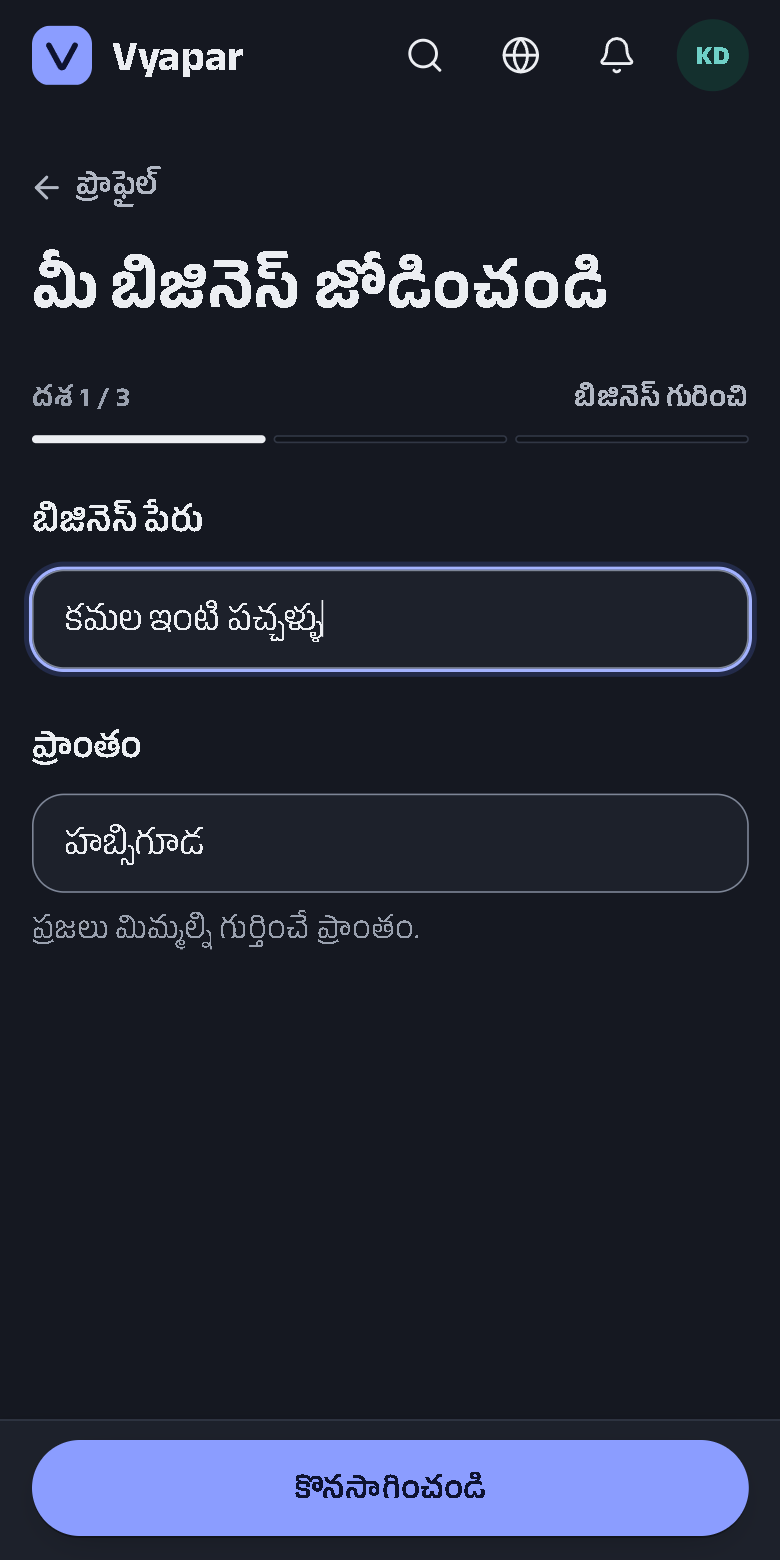 Vyapar
KD
ప్రొఫైల్
మీ బిజినెస్ జోడించండి
దశ 1 / 3
బిజినెస్ గురించి
బిజినెస్ పేరు
కమల ఇంటి పచ్చళ్ళు
ప్రాంతం
హబ్సిగూడ
ప్రజలు మిమ్మల్ని గుర్తించే ప్రాంతం.
కొనసాగించండి